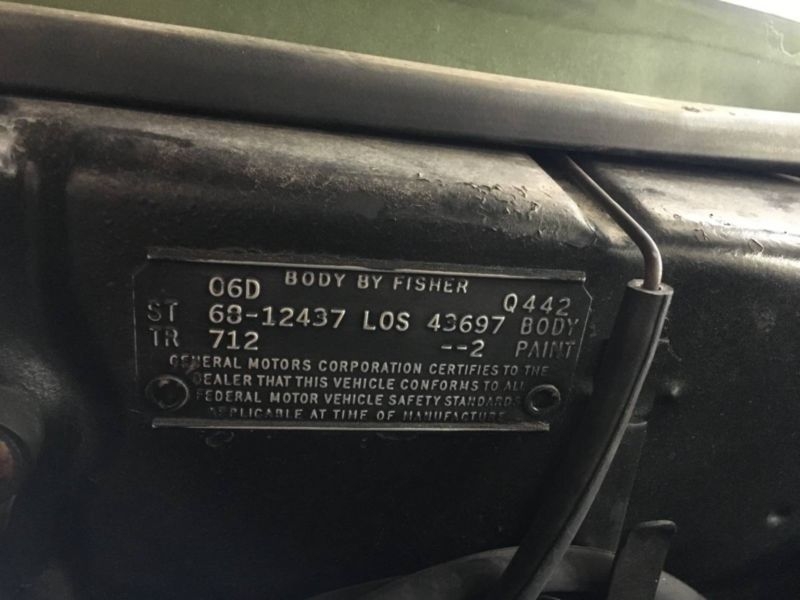 BODY BY FISHER
06D Q442
ST 68-12437 LOS 43697 BODY
TR 712 --2 PAINT
GENERAL MOTORS CORPORATION CERTIFIES TO THE
DEALER THAT THIS VEHICLE CONFORMS TO ALL
FEDERAL MOTOR VEHICLE SAFETY STANDARDS
APPLICABLE AT TIME OF MANUFACTURE